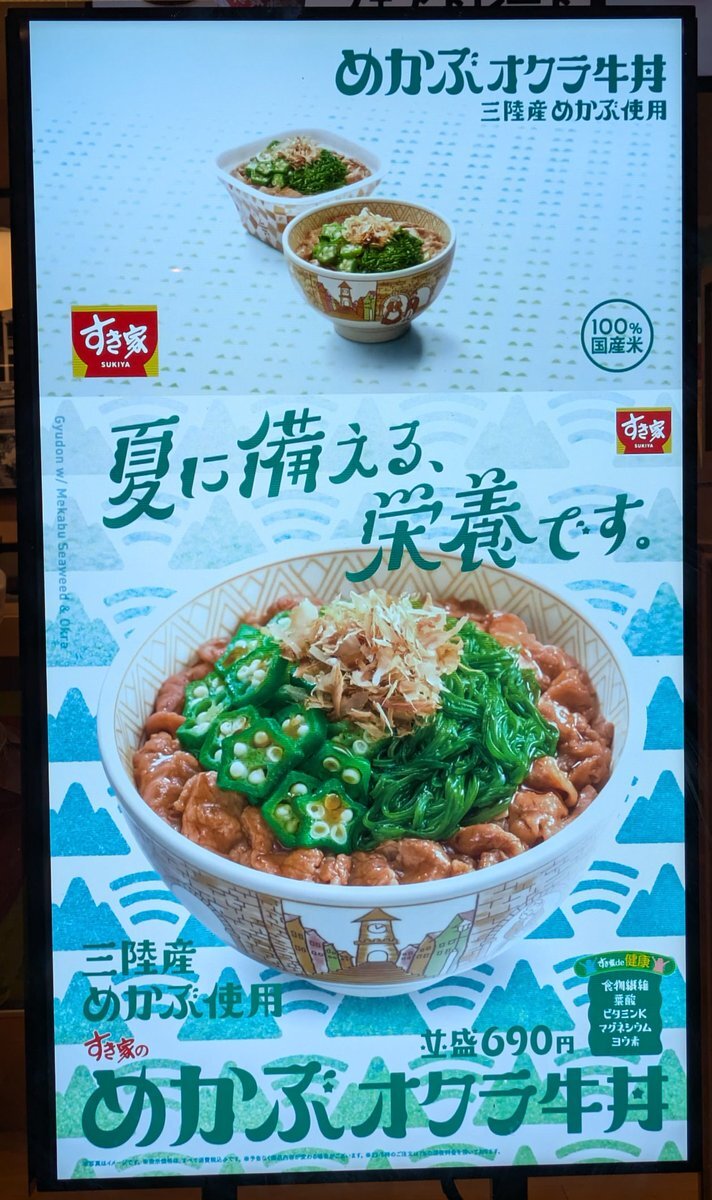 めかぶオクラ牛丼
三陸産めかぶ使用
すき家
SUKIYA
100%
国産米
すき家
SUKIYA
Gyudon w/ Mekabu Seaweed & Okra
夏に備える、
栄養です。
三陸産
めかぶ使用
すき家de健康
食物繊維
葉酸
ビタミンK
マグネシウム
ヨウ素
並盛690円
すき家の
めかぶオクラ牛丼